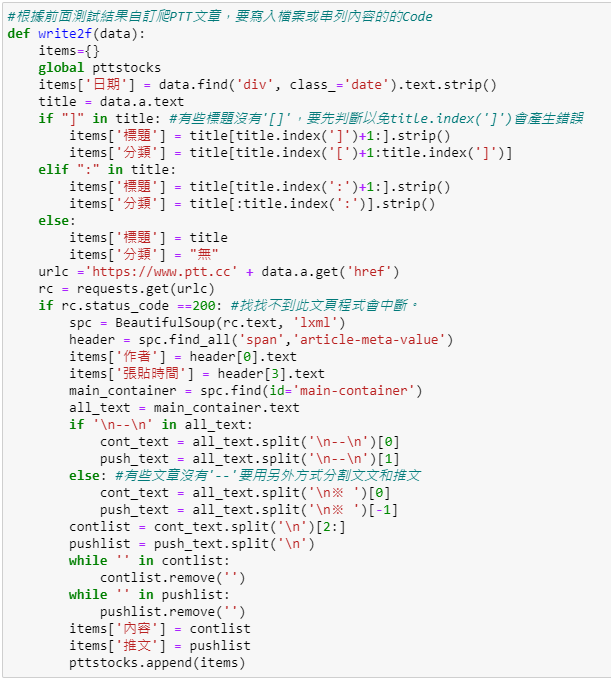 #根據前面測試結果自訂爬PTT文章，要寫入檔案或串列內容的的Code
def write2f(data):
    items={}
    global pttstocks
    items['日期'] = data.find('div', class_='date').text.strip()
    title = data.a.text
    if "]" in title: #有些標題沒有'[]'，要先判斷以免title.index(']')會產生錯誤
        items['標題'] = title[title.index(']')+1:].strip()
        items['分類'] = title[title.index('[')+1:title.index(']')]
    elif ":" in title:
        items['標題'] = title[title.index(':')+1:].strip()
        items['分類'] = title[:title.index(':')].strip()
    else:
        items['標題'] = title
        items['分類'] = "無"
    urlc ='https://www.ptt.cc' + data.a.get('href')
    rc = requests.get(urlc)
    if rc.status_code ==200: #找找不到此文頁程式會中斷。
        spc = BeautifulSoup(rc.text, 'lxml')
        header = spc.find_all('span','article-meta-value')
        items['作者'] = header[0].text
        items['張貼時間'] = header[3].text
        main_container = spc.find(id='main-container')
        all_text = main_container.text
        if '\n--\n' in all_text:
            cont_text = all_text.split('\n--\n')[0]
            push_text = all_text.split('\n--\n')[1]
        else: #有些文章沒有'--'要用另外方式分割文文和推文
            cont_text = all_text.split('\n※ ')[0]
            push_text = all_text.split('\n※ ')[-1]
        contlist = cont_text.split('\n')[2:]
        pushlist = push_text.split('\n')
        while '' in contlist:
            contlist.remove('')
        while '' in pushlist:
            pushlist.remove('')
        items['內容'] = contlist
        items['推文'] = pushlist
        pttstocks.append(items)